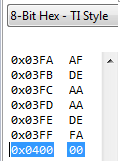 8-Bit Hex - TI Style
0x03FA AF
0x03FB DE
0x03FC AA
0x03FD AA
0x03FE DE
0x03FF FA
0x0400 00